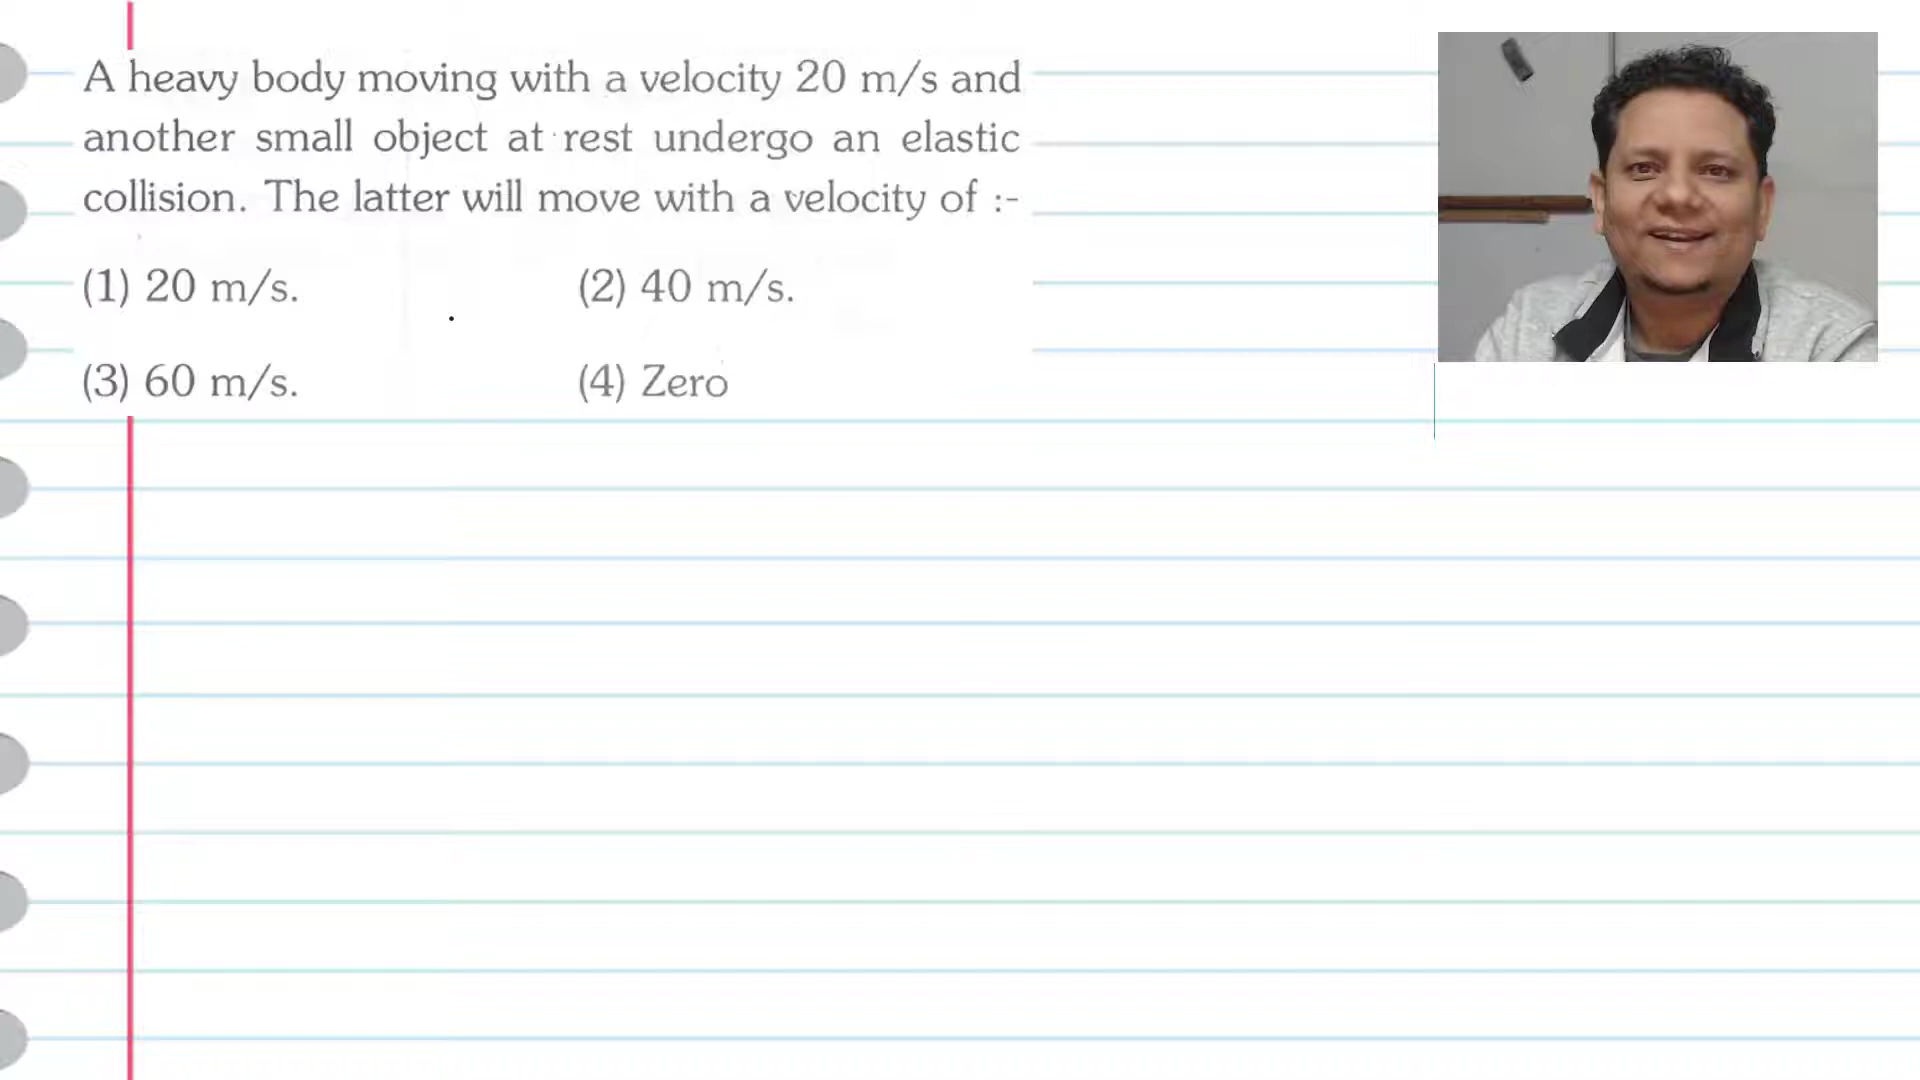 A heavy body moving with a velocity 20 m/s and
another small object at rest undergo an elastic
collision. The latter will move with a velocity of :-
(1) 20 m/s. (2) 40 m/s.
(3) 60 m/s. (4) Zero